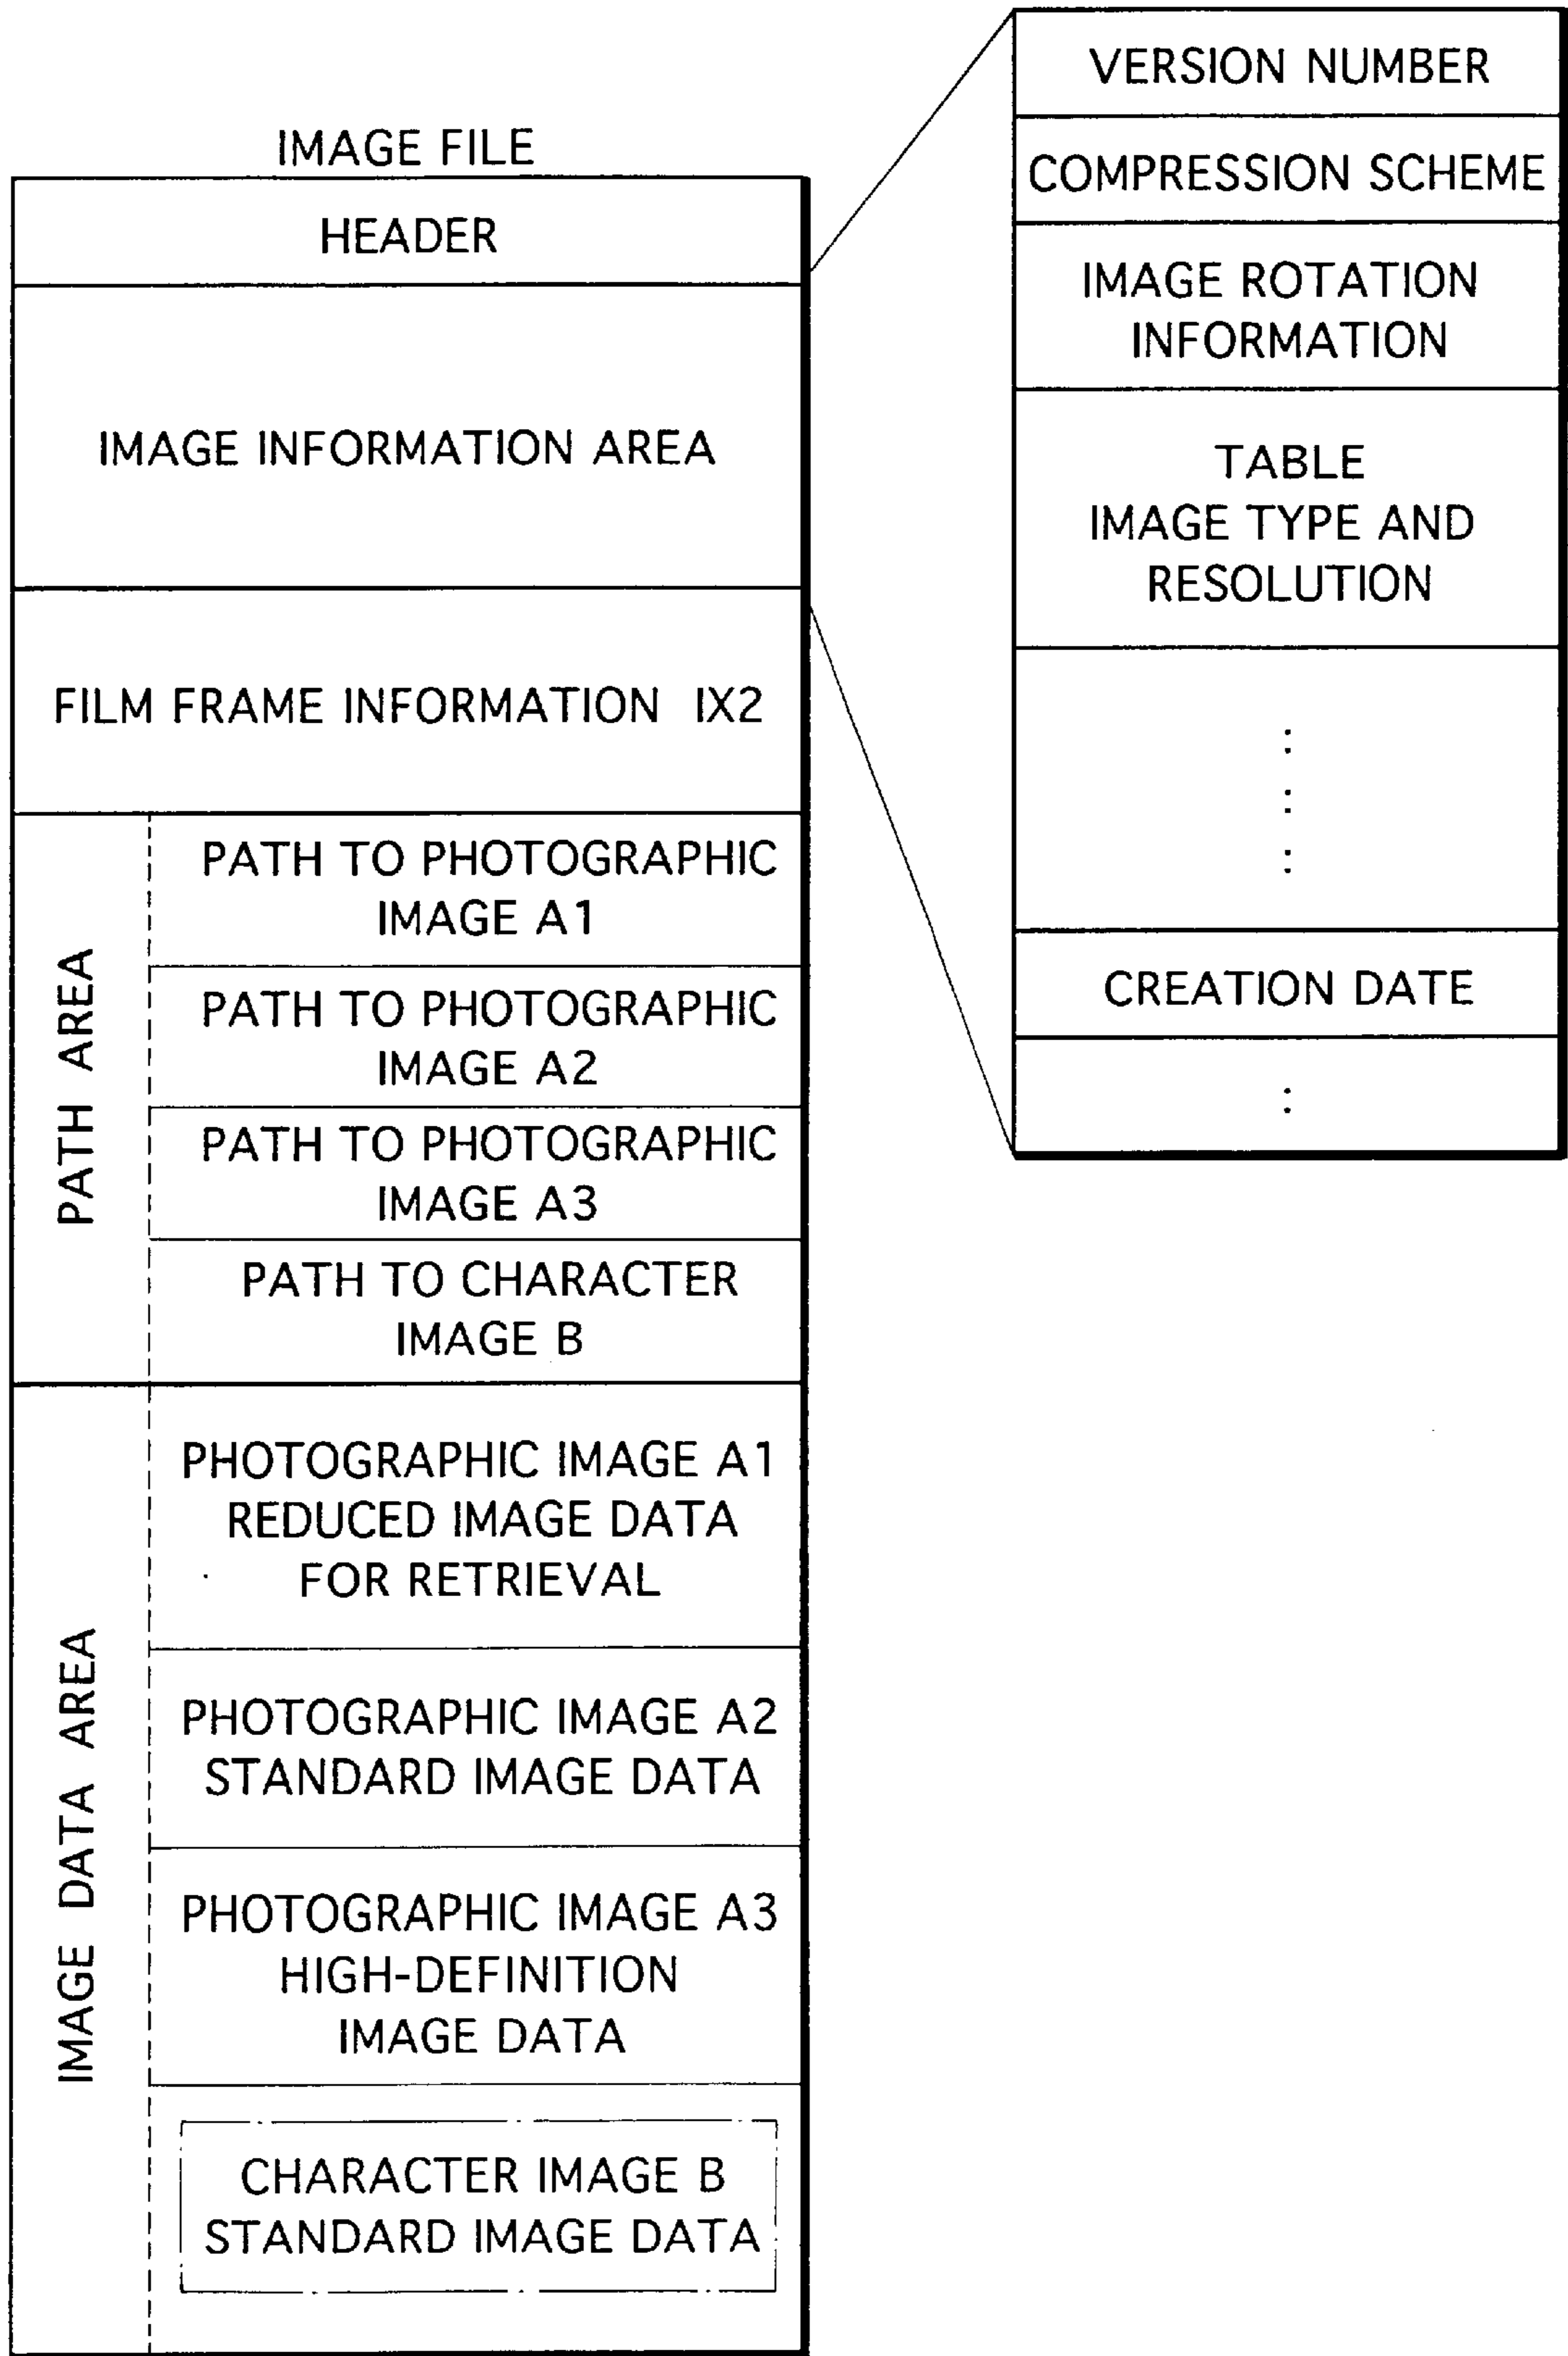 IMAGE FILE
HEADER
IMAGE INFORMATION AREA
FILM FRAME INFORMATION IX2
PATH AREA
PATH TO PHOTOGRAPHIC
IMAGE A1
PATH TO PHOTOGRAPHIC
IMAGE A2
PATH TO PHOTOGRAPHIC
IMAGE A3
PATH TO CHARACTER
IMAGE B
IMAGE DATA AREA
PHOTOGRAPHIC IMAGE A1
REDUCED IMAGE DATA
FOR RETRIEVAL
PHOTOGRAPHIC IMAGE A2
STANDARD IMAGE DATA
PHOTOGRAPHIC IMAGE A3
HIGH-DEFINITION
IMAGE DATA
CHARACTER IMAGE B
STANDARD IMAGE DATA
VERSION NUMBER
COMPRESSION SCHEME
IMAGE ROTATION
INFORMATION
TABLE
IMAGE TYPE AND
RESOLUTION
:
:
:
CREATION DATE
: